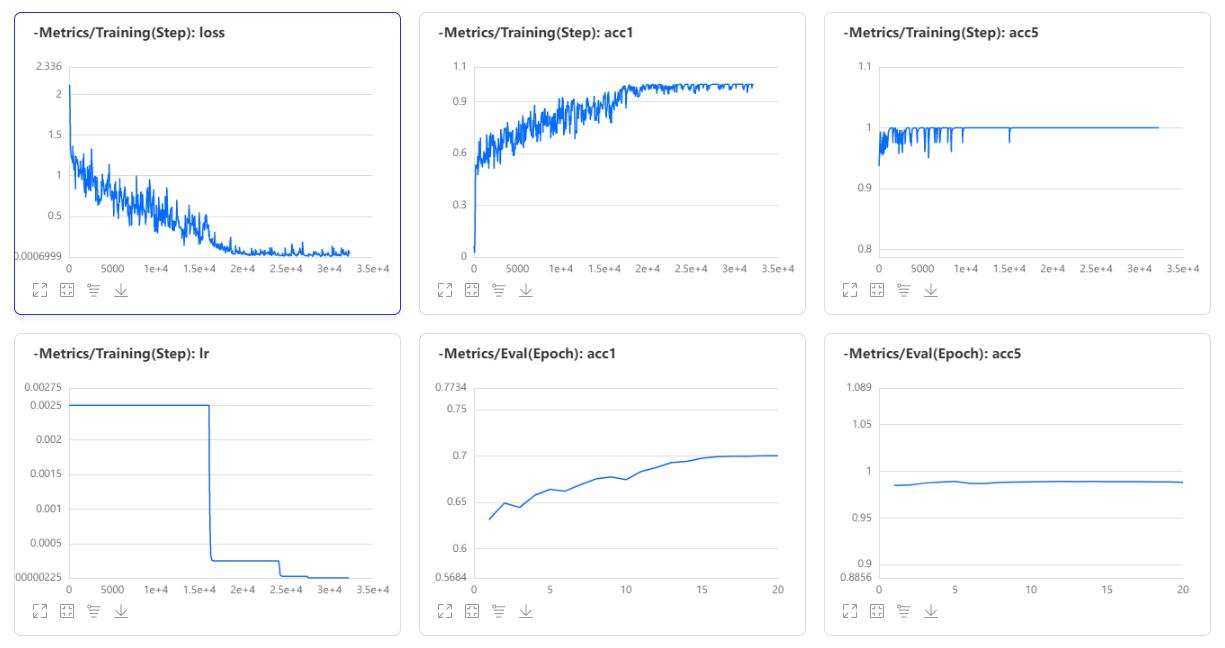 -Metrics/Training(Step): loss
2.336
2
1.5
1
0.5
0.0006999
0 5000 1e+4 1.5e+4 2e+4 2.5e+4 3e+4 3.5e+4
-Metrics/Training(Step): acc1
1.1
0.9
0.6
0.3
0
0 5000 1e+4 1.5e+4 2e+4 2.5e+4 3e+4 3.5e+4
-Metrics/Training(Step): acc5
1.1
1
0.9
0.8
0 5000 1e+4 1.5e+4 2e+4 2.5e+4 3e+4 3.5e+4
-Metrics/Training(Step): lr
0.00275
0.0025
0.002
0.0015
0.001
0.0005
00000225
0 5000 1e+4 1.5e+4 2e+4 2.5e+4 3e+4 3.5e+4
-Metrics/Eval(Epoch): acc1
0.7734
0.75
0.7
0.65
0.6
0.5684
0 5 10 15 20
-Metrics/Eval(Epoch): acc5
1.089
1.05
1
0.95
0.9
0.8856
0 5 10 15 20